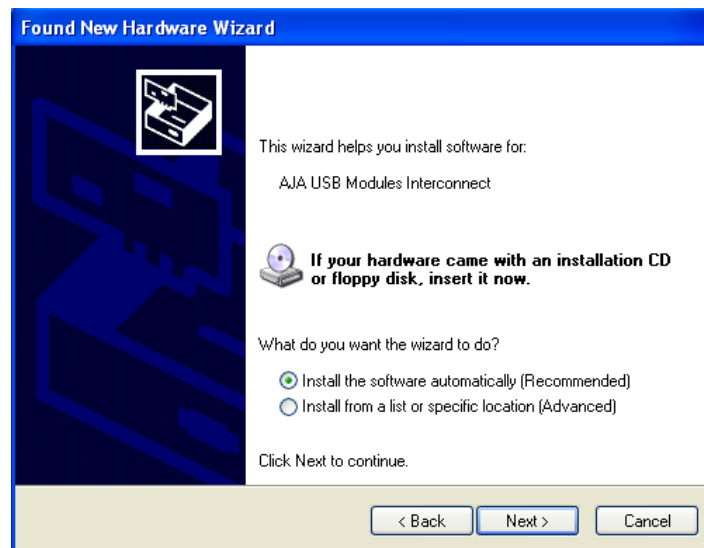 Found New Hardware Wizard
This wizard helps you install software for:
AJA USB Modules Interconnect
If your hardware came with an installation CD
or floppy disk, insert it now.
What do you want the wizard to do?
Install the software automatically (Recommended)
Install from a list or specific location (Advanced)
Click Next to continue.
< Back Next > Cancel